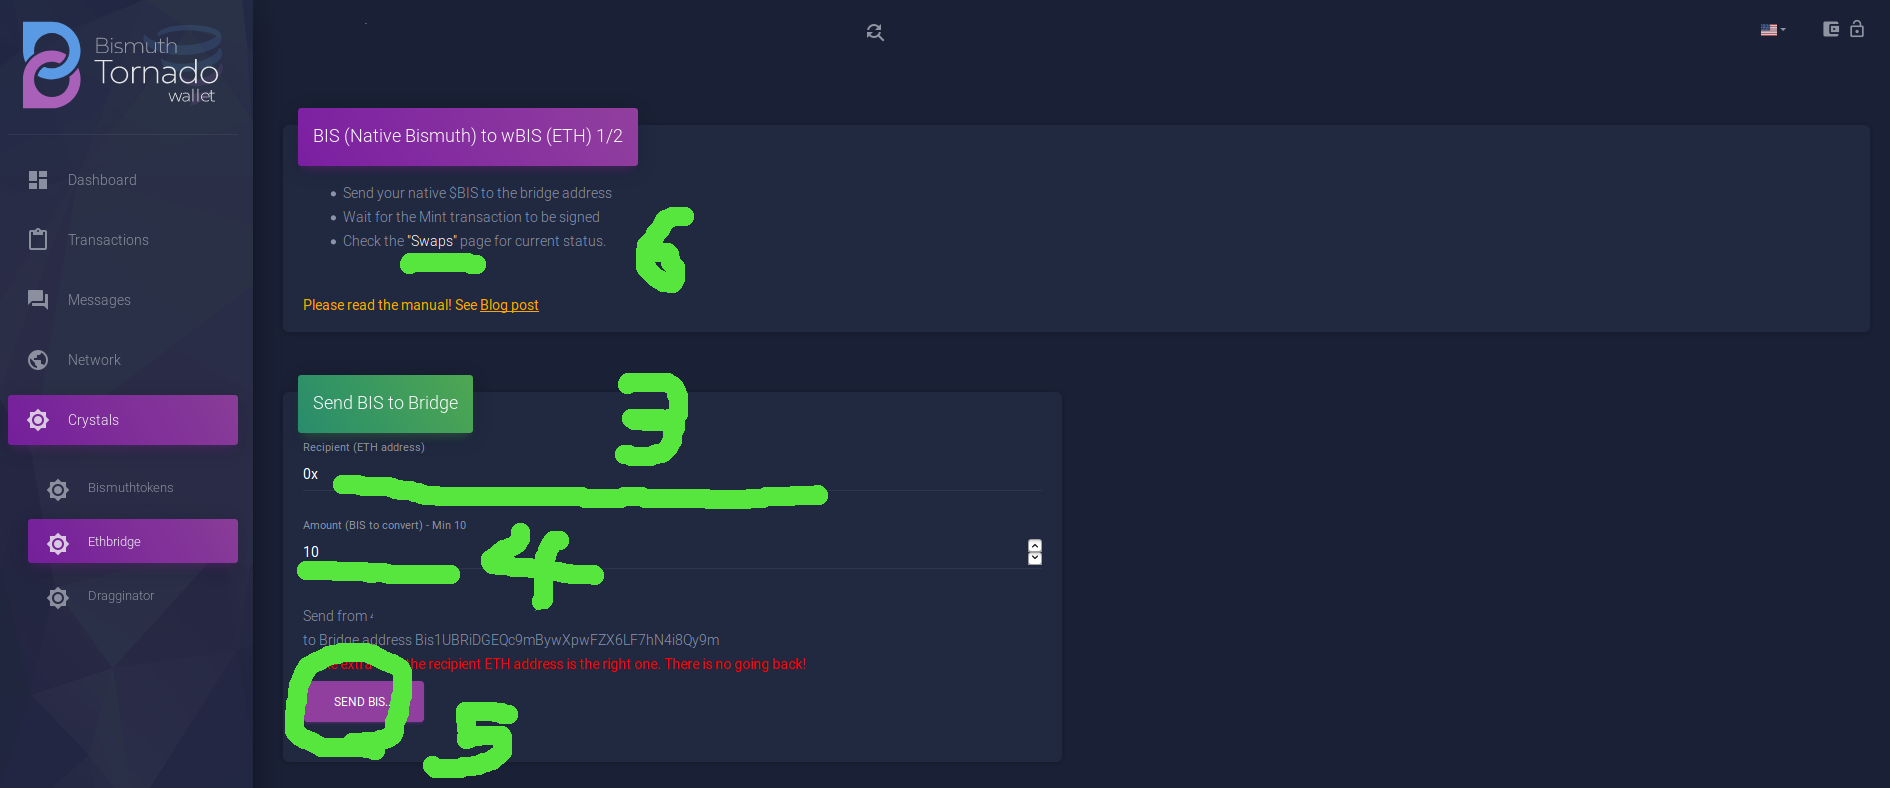 Bismuth
Tornado
wallet
Dashboard
Transactions
Messages
Network
Crystals
Bismuthtokens
Ethbridge
Dragginator
BIS (Native Bismuth) to wBIS (ETH) 1/2
Send your native $BIS to the bridge address
Wait for the Mint transaction to be signed
Check the "Swaps" page for current status.
6
Please read the manual! See Blog post
Send BIS to Bridge
3
Recipient (ETH address)
0x
Amount (BIS to convert) - Min 10
10
4
Send from
to Bridge address Bis1UBRiDGEQc9mBywXpwFZX6LF7hN4i8Qy9m
the recipient ETH address is the right one. There is no going back!
SEND BIS..
5